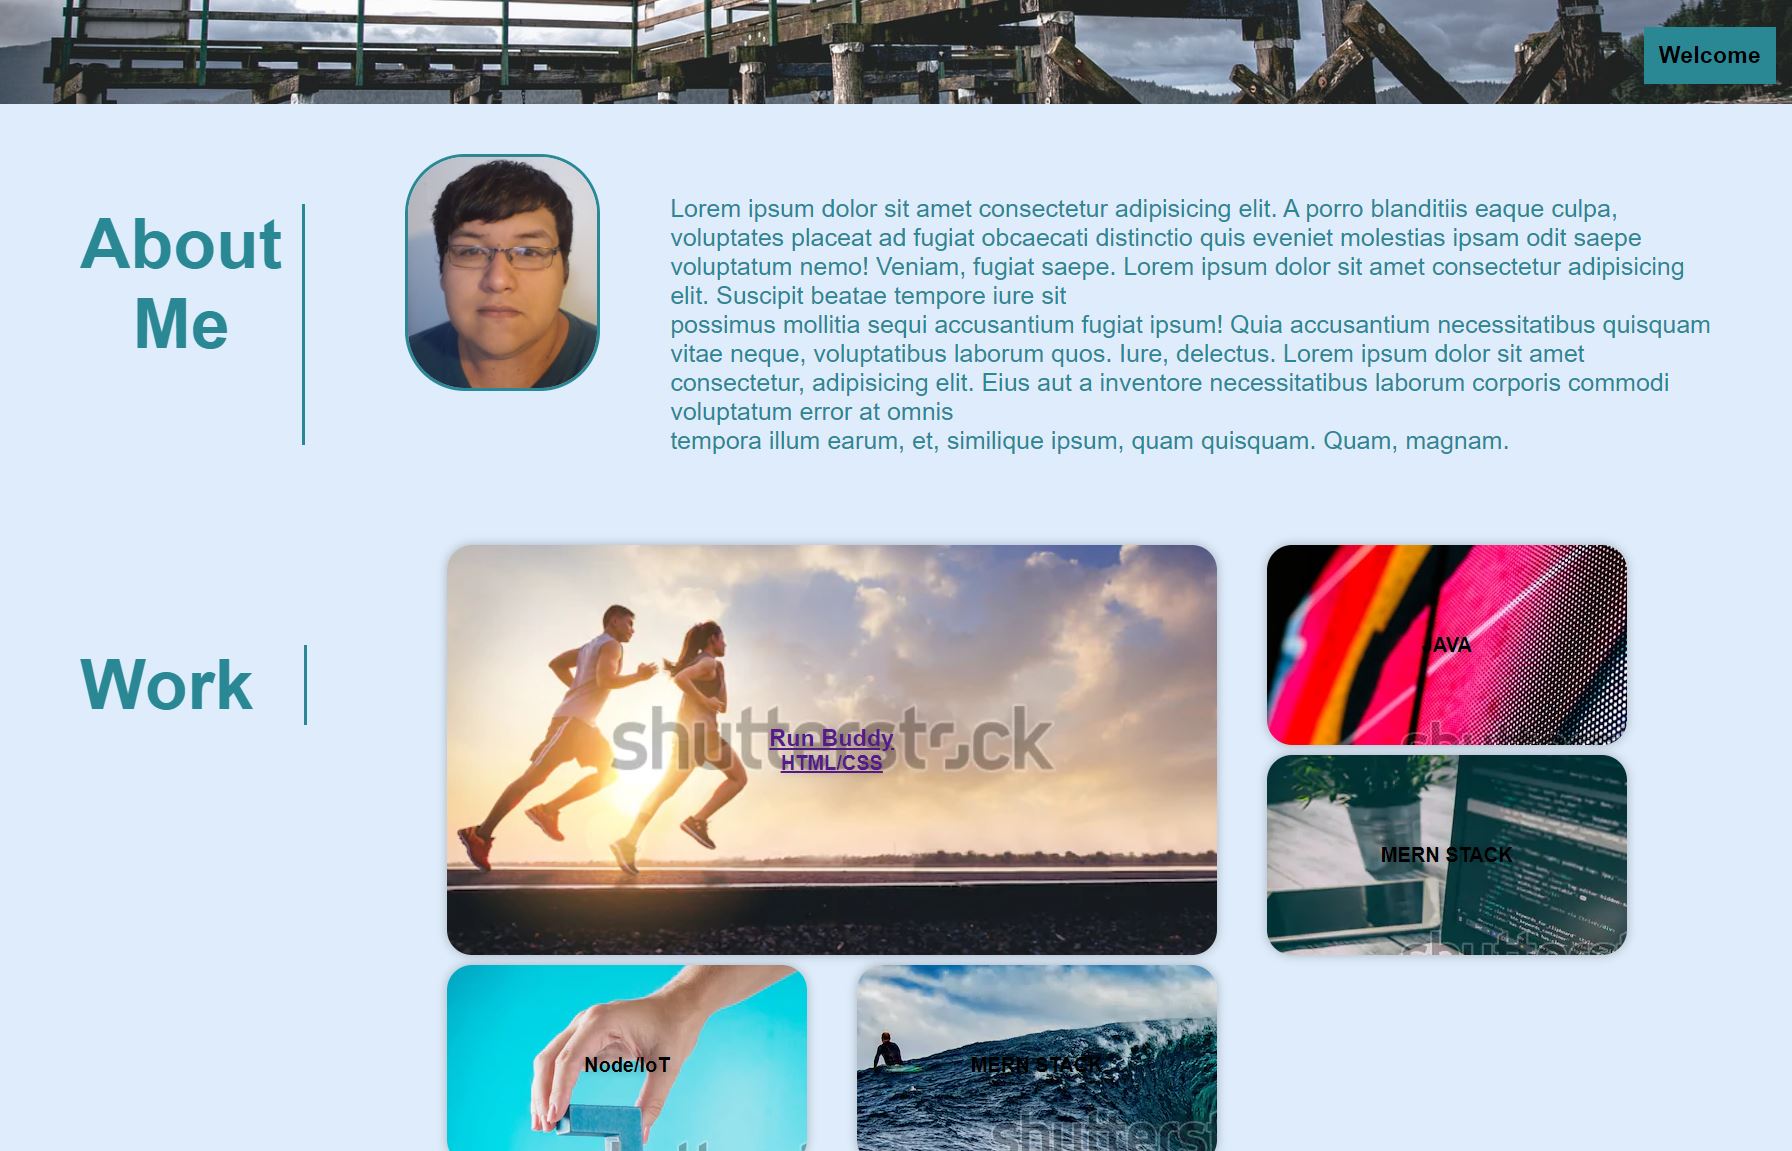 Welcome
About
Me
Lorem ipsum dolor sit amet consectetur adipisicing elit. A porro blanditiis eaque culpa,
voluptates placeat ad fugiat obcaecati distinctio quis eveniet molestias ipsam odit saepe
voluptatum nemo! Veniam, fugiat saepe. Lorem ipsum dolor sit amet consectetur adipisicing
elit. Suscipit beatae tempore iure sit
possimus mollitia sequi accusantium fugiat ipsum! Quia accusantium necessitatibus quisquam
vitae neque, voluptatibus laborum quos. Iure, delectus. Lorem ipsum dolor sit amet
consectetur, adipisicing elit. Eius aut a inventore necessitatibus laborum corporis commodi
voluptatum error at omnis
tempora illum earum, et, similique ipsum, quam quisquam. Quam, magnam.
Work
shutterstock
Run Buddy
HTML/CSS
JAVA
MERN STACK
Node/IoT
MERN STACK